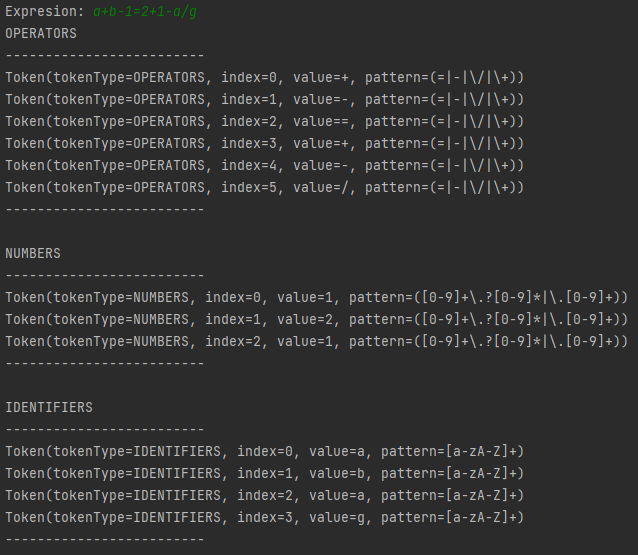 Expresion: a+b-1=2+1-a/g
OPERATORS
-------------------------
Token(tokenType=OPERATORS, index=0, value=+, pattern=(=|-|\/|\+))
Token(tokenType=OPERATORS, index=1, value=-, pattern=(=|-|\/|\+))
Token(tokenType=OPERATORS, index=2, value==, pattern=(=|-|\/|\+))
Token(tokenType=OPERATORS, index=3, value=+, pattern=(=|-|\/|\+))
Token(tokenType=OPERATORS, index=4, value=-, pattern=(=|-|\/|\+))
Token(tokenType=OPERATORS, index=5, value=/, pattern=(=|-|\/|\+))
-------------------------
NUMBERS
-------------------------
Token(tokenType=NUMBERS, index=0, value=1, pattern=([0-9]+\.?[0-9]*|\.[0-9]+))
Token(tokenType=NUMBERS, index=1, value=2, pattern=([0-9]+\.?[0-9]*|\.[0-9]+))
Token(tokenType=NUMBERS, index=2, value=1, pattern=([0-9]+\.?[0-9]*|\.[0-9]+))
-------------------------
IDENTIFIERS
-------------------------
Token(tokenType=IDENTIFIERS, index=0, value=a, pattern=[a-zA-Z]+)
Token(tokenType=IDENTIFIERS, index=1, value=b, pattern=[a-zA-Z]+)
Token(tokenType=IDENTIFIERS, index=2, value=a, pattern=[a-zA-Z]+)
Token(tokenType=IDENTIFIERS, index=3, value=g, pattern=[a-zA-Z]+)
-------------------------